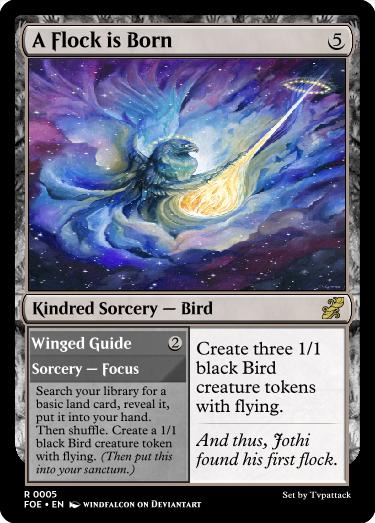 A Flock is Born 5
Kindred Sorcery — Bird
Winged Guide 2
Sorcery — Focus
Search your library for a
basic land card, reveal it,
put it into your hand.
Then shuffle. Create a 1/1
black Bird creature token
with flying. (Then put this
into your sanctum.)
Create three 1/1
black Bird
creature tokens
with flying.
And thus, Jothi
found his first flock.
R 0005
FOE • EN WINDFALCON ON DEVIANTART
Set by Tvpattack